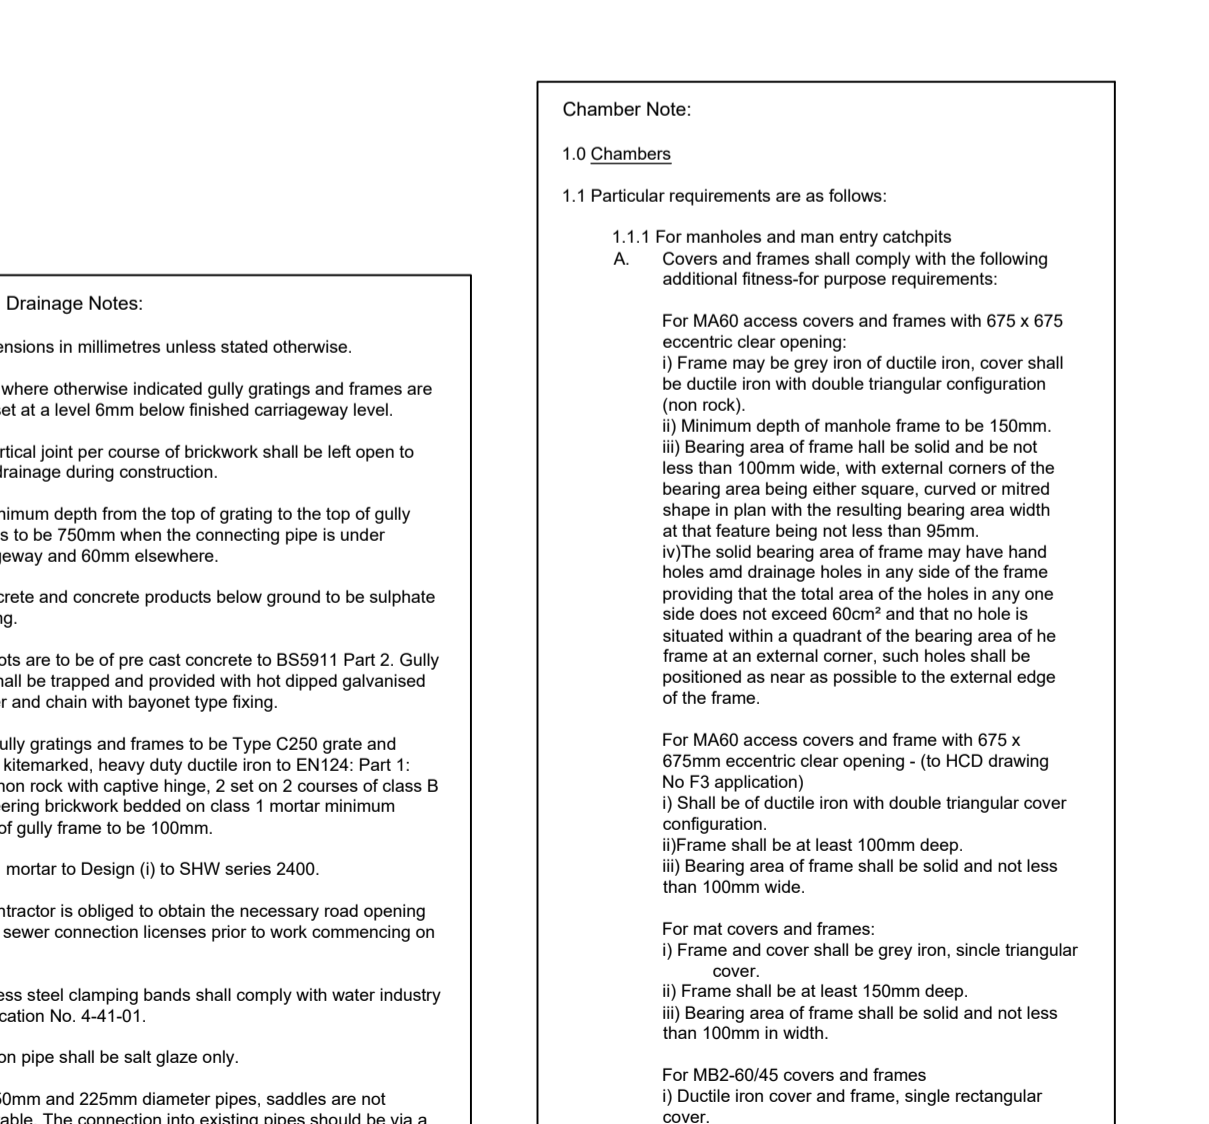 Drainage Notes:
ensions in millimetres unless stated otherwise.
where otherwise indicated gully gratings and frames are
set at a level 6mm below finished carriageway level.
rtical joint per course of brickwork shall be left open to
drainage during construction.
nimum depth from the top of grating to the top of gully
s to be 750mm when the connecting pipe is under
geway and 60mm elsewhere.
crete and concrete products below ground to be sulphate
ng.
ots are to be of pre cast concrete to BS5911 Part 2. Gully
hall be trapped and provided with hot dipped galvanised
r and chain with bayonet type fixing.
ully gratings and frames to be Type C250 grate and
kitemarked, heavy duty ductile iron to EN124: Part 1:
non rock with captive hinge, 2 set on 2 courses of class B
eering brickwork bedded on class 1 mortar minimum
of gully frame to be 100mm.
mortar to Design (i) to SHW series 2400.
ntractor is obliged to obtain the necessary road opening
sewer connection licenses prior to work commencing on
ess steel clamping bands shall comply with water industry
cation No. 4-41-01.
on pipe shall be salt glaze only.
50mm and 225mm diameter pipes, saddles are not
able. The connection into existing pipes should be via a
Chamber Note:
1.0 Chambers
1.1 Particular requirements are as follows:
1.1.1 For manholes and man entry catchpits
A. Covers and frames shall comply with the following
additional fitness-for purpose requirements:
For MA60 access covers and frames with 675 x 675
eccentric clear opening:
i) Frame may be grey iron of ductile iron, cover shall
be ductile iron with double triangular configuration
(non rock).
ii) Minimum depth of manhole frame to be 150mm.
iii) Bearing area of frame hall be solid and be not
less than 100mm wide, with external corners of the
bearing area being either square, curved or mitred
shape in plan with the resulting bearing area width
at that feature being not less than 95mm.
iv)The solid bearing area of frame may have hand
holes amd drainage holes in any side of the frame
providing that the total area of the holes in any one
side does not exceed 60cm² and that no hole is
situated within a quadrant of the bearing area of he
frame at an external corner, such holes shall be
positioned as near as possible to the external edge
of the frame.
For MA60 access covers and frame with 675 x
675mm eccentric clear opening - (to HCD drawing
No F3 application)
i) Shall be of ductile iron with double triangular cover
configuration.
ii)Frame shall be at least 100mm deep.
iii) Bearing area of frame shall be solid and not less
than 100mm wide.
For mat covers and frames:
i) Frame and cover shall be grey iron, sincle triangular
cover.
ii) Frame shall be at least 150mm deep.
iii) Bearing area of frame shall be solid and not less
than 100mm in width.
For MB2-60/45 covers and frames
i) Ductile iron cover and frame, single rectangular
cover.